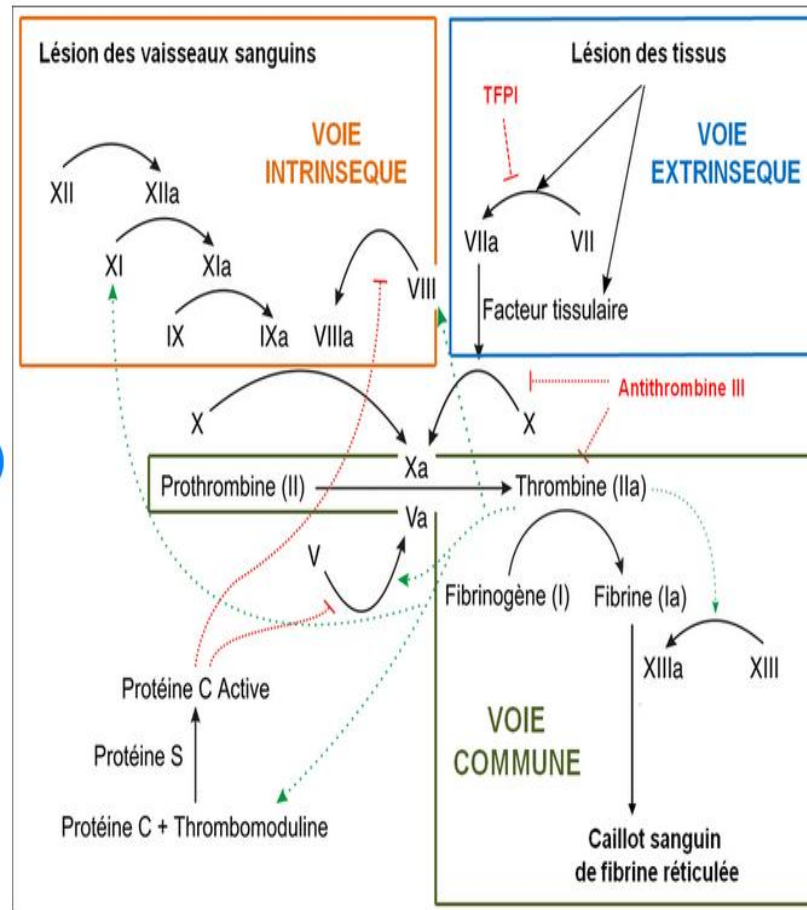 Lésion des vaisseaux sanguins
VOIE
INTRINSEQUE
XII
XIIa
XI
XIa
IX
IXa
VIIIa
VIII
Lésion des tissus
TFPI
VOIE
EXTRINSEQUE
VIIa
VII
Facteur tissulaire
X
X
Antithrombine III
Xa
Prothrombine (II)
Thrombine (IIa)
Va
V
Fibrinogène (I)
Fibrine (Ia)
XIIIa
XIII
Protéine C Active
Protéine S
Protéine C + Thrombomoduline
VOIE
COMMUNE
Caillot sanguin
de fibrine réticulée